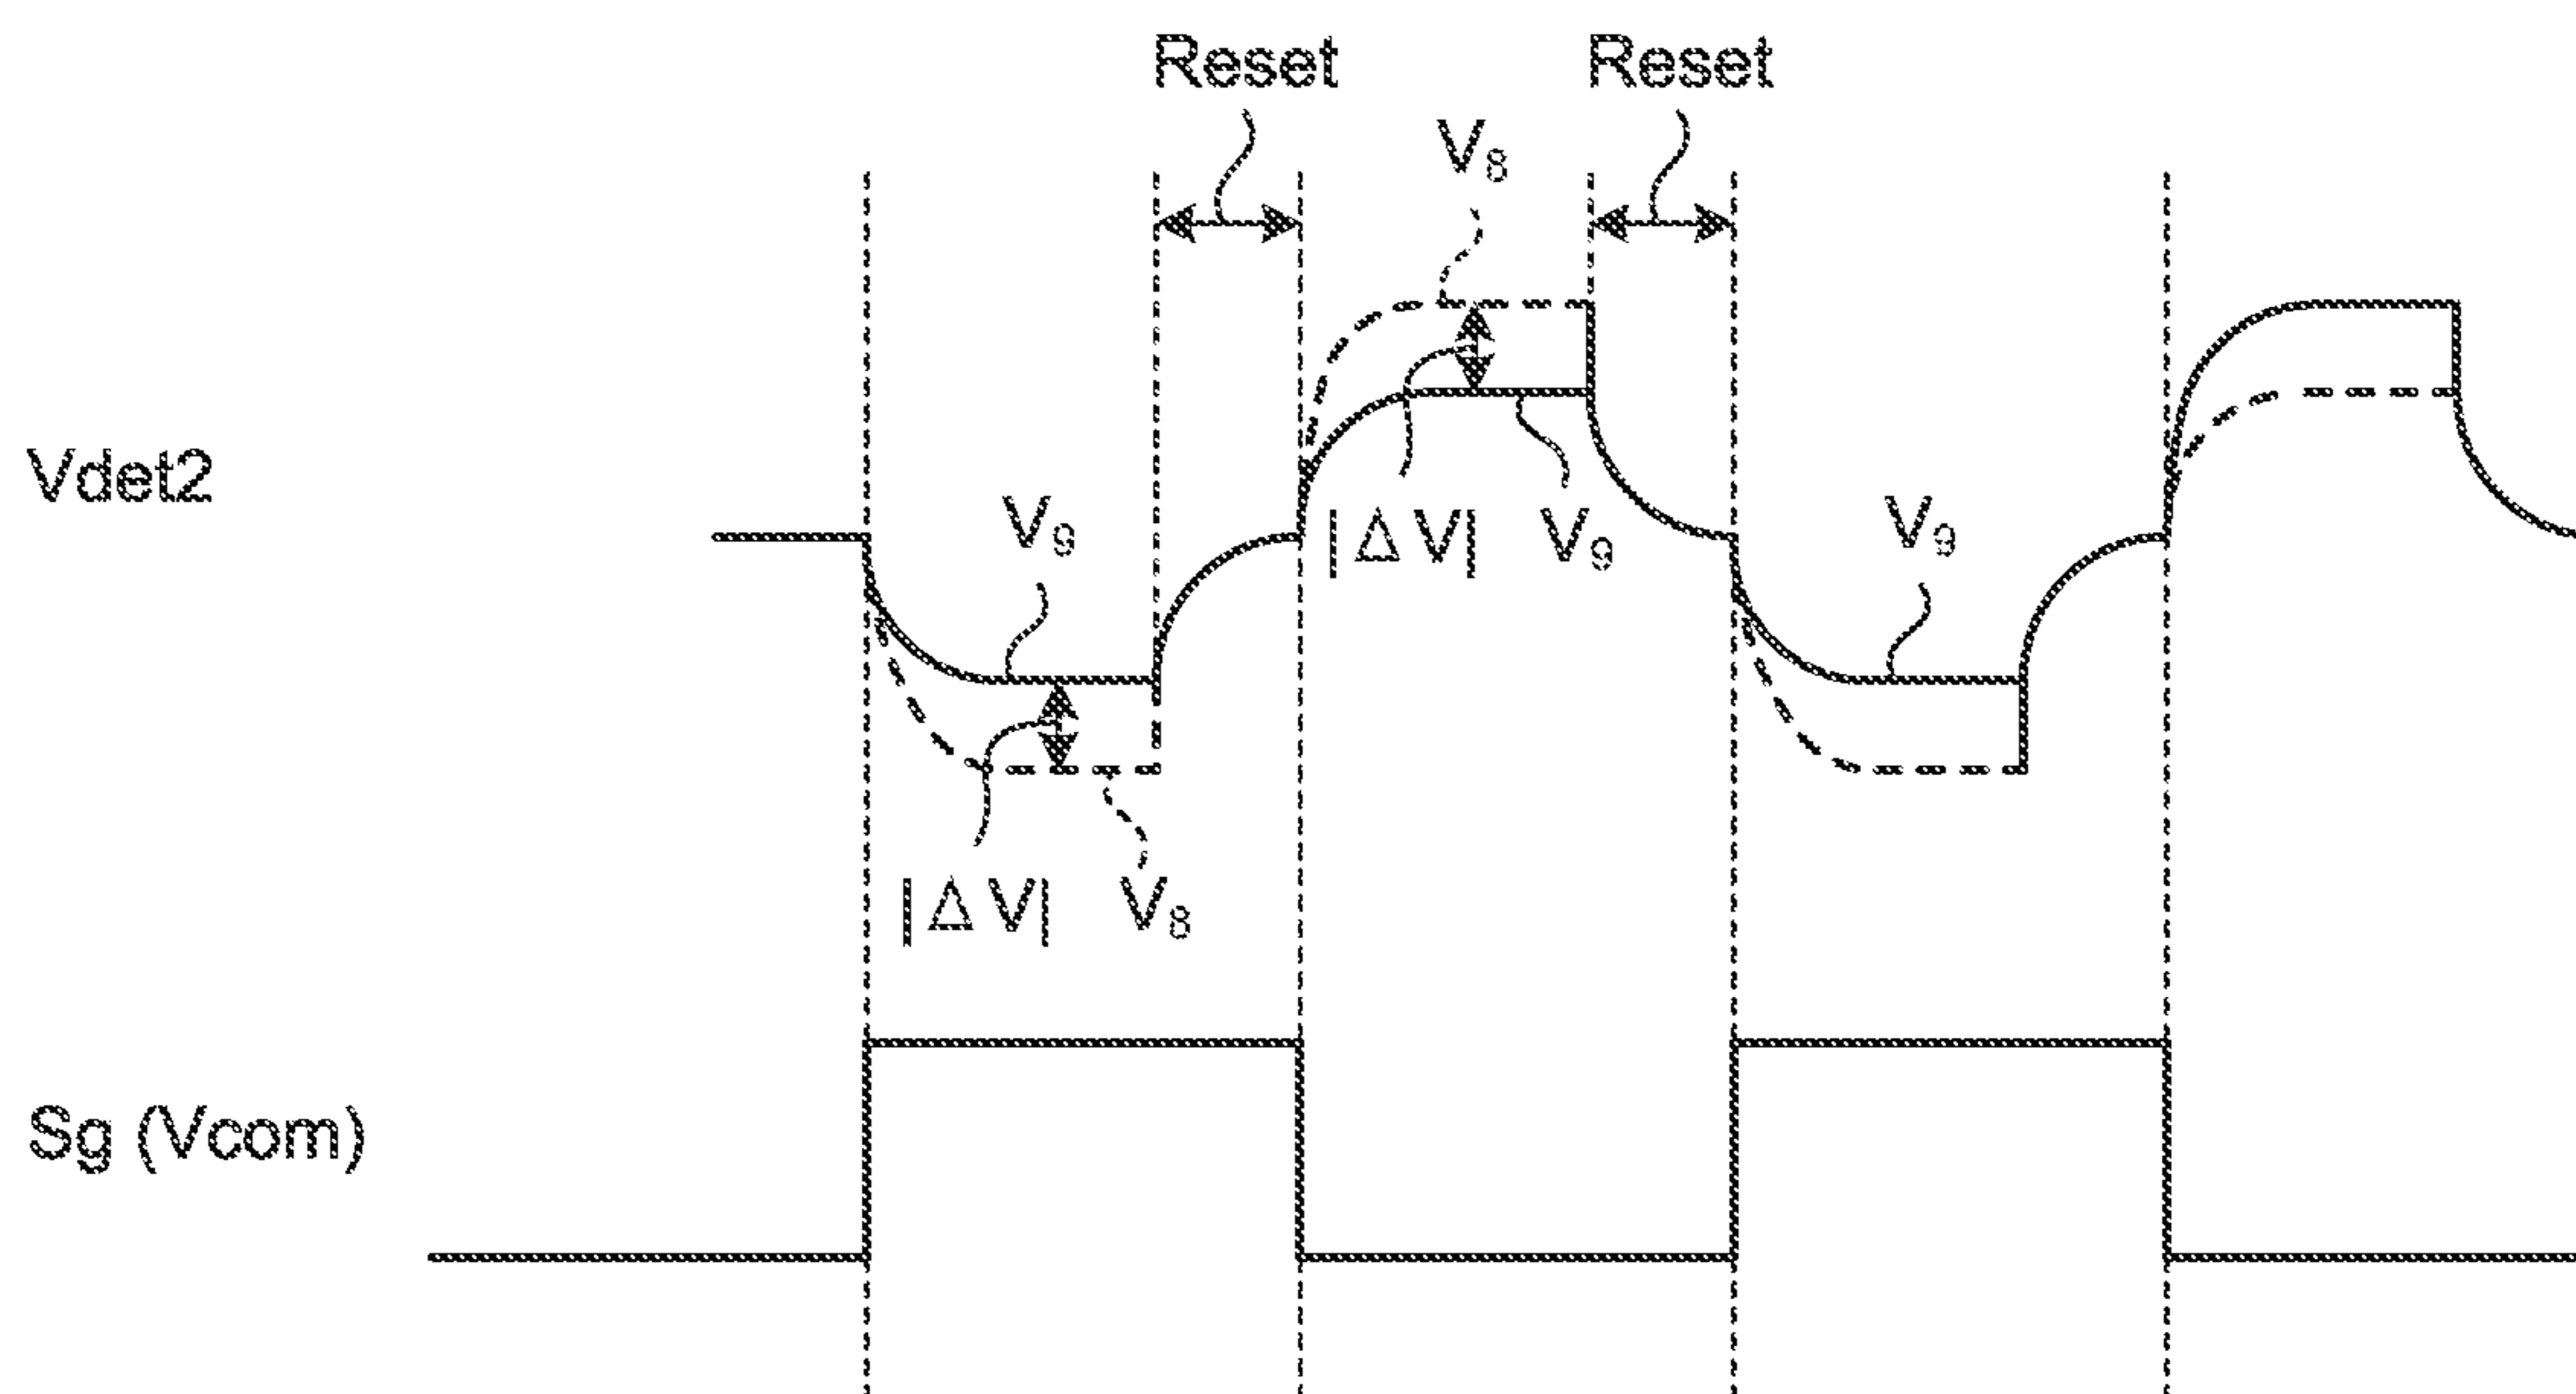 Reset Reset
V₈
Vdet2
V₉ |ΔV| V₉ V₉
|ΔV| V₈
Sg (Vcom)